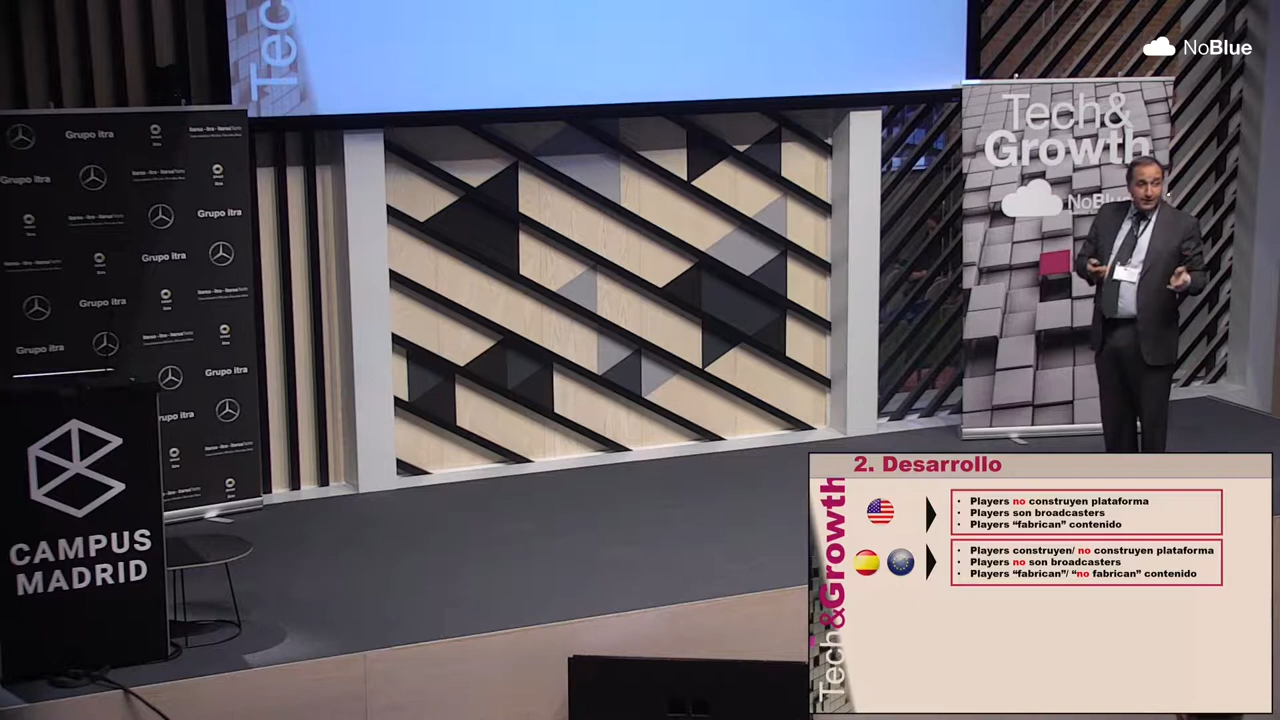 Tec
NoBlue
Tech&
Growth
NoBlue
Grupo itra
Grupo itra
Grupo itra
Grupo itra
Grupo itra
Grupo itra
Grupo itra
Grupo itra
CAMPUS
MADRID
2. Desarrollo
Tech&Growth
• Players no construyen plataforma
• Players son broadcasters
• Players “fabrican” contenido
• Players construyen/ no construyen plataforma
• Players no son broadcasters
• Players “fabrican”/ “no fabrican” contenido